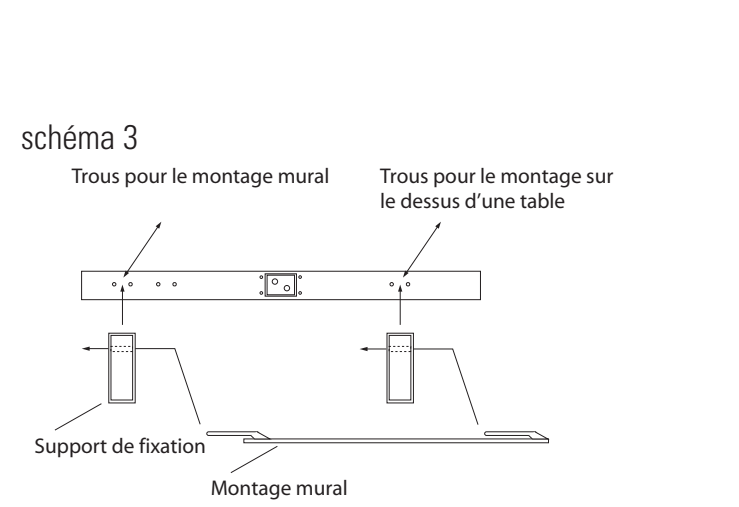 schéma 3
Trous pour le montage mural
Trous pour le montage sur
le dessus d'une table
Support de fixation
Montage mural